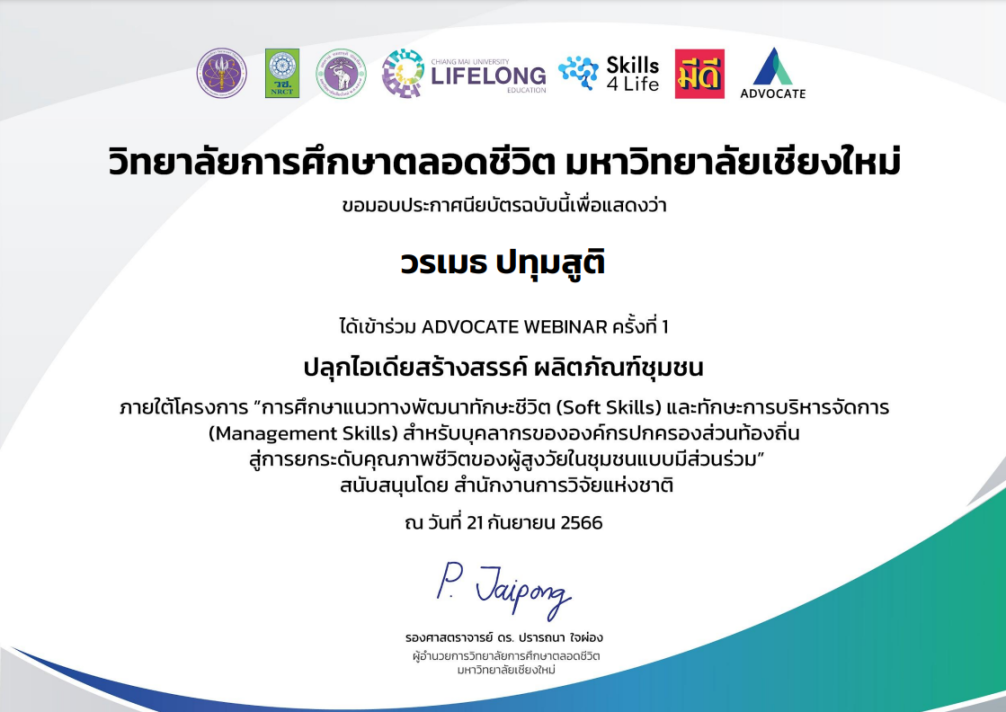 วช.
NRCT
CHIANG MAI UNIVERSITY
LIFELONG
EDUCATION
Skills
4 Life
มีดี
ADVOCATE
วิทยาลัยการศึกษาตลอดชีวิต มหาวิทยาลัยเชียงใหม่
ขอมอบประกาศนียบัตรฉบับนี้เพื่อแสดงว่า
วรเมธ ปทุมสูติ
ได้เข้าร่วม ADVOCATE WEBINAR ครั้งที่ 1
ปลุกไอเดียสร้างสรรค์ ผลิตภัณฑ์ชุมชน
ภายใต้โครงการ "การศึกษาแนวทางพัฒนาทักษะชีวิต (Soft Skills) และทักษะการบริหารจัดการ
(Management Skills) สำหรับบุคลากรขององค์กรปกครองส่วนท้องถิ่น
สู่การยกระดับคุณภาพชีวิตของผู้สูงวัยในชุมชนแบบมีส่วนร่วม"
สนับสนุนโดย สำนักงานการวิจัยแห่งชาติ
ณ วันที่ 21 กันยายน 2566
P. Jaipong
รองศาสตราจารย์ ดร. ปรารถนา ใจผ่อง
ผู้อำนวยการวิทยาลัยการศึกษาตลอดชีวิต
มหาวิทยาลัยเชียงใหม่